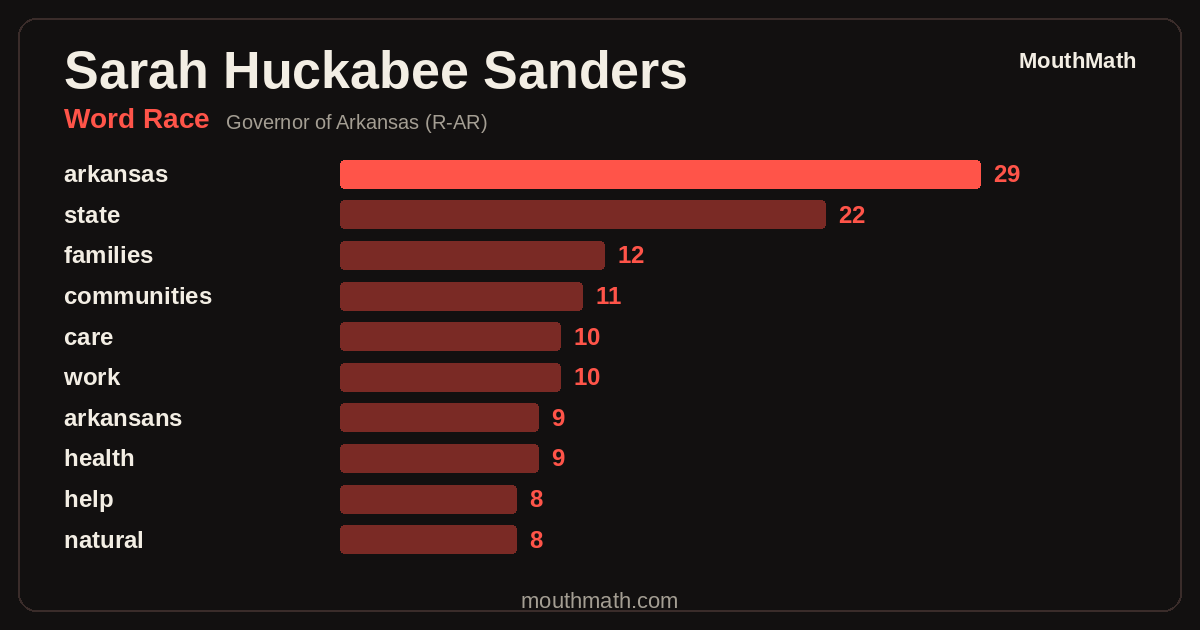 Sarah Huckabee Sanders
MouthMath
Word Race Governor of Arkansas (R-AR)
arkansas 29
state 22
families 12
communities 11
care 10
work 10
arkansans 9
health 9
help 8
natural 8
mouthmath.com